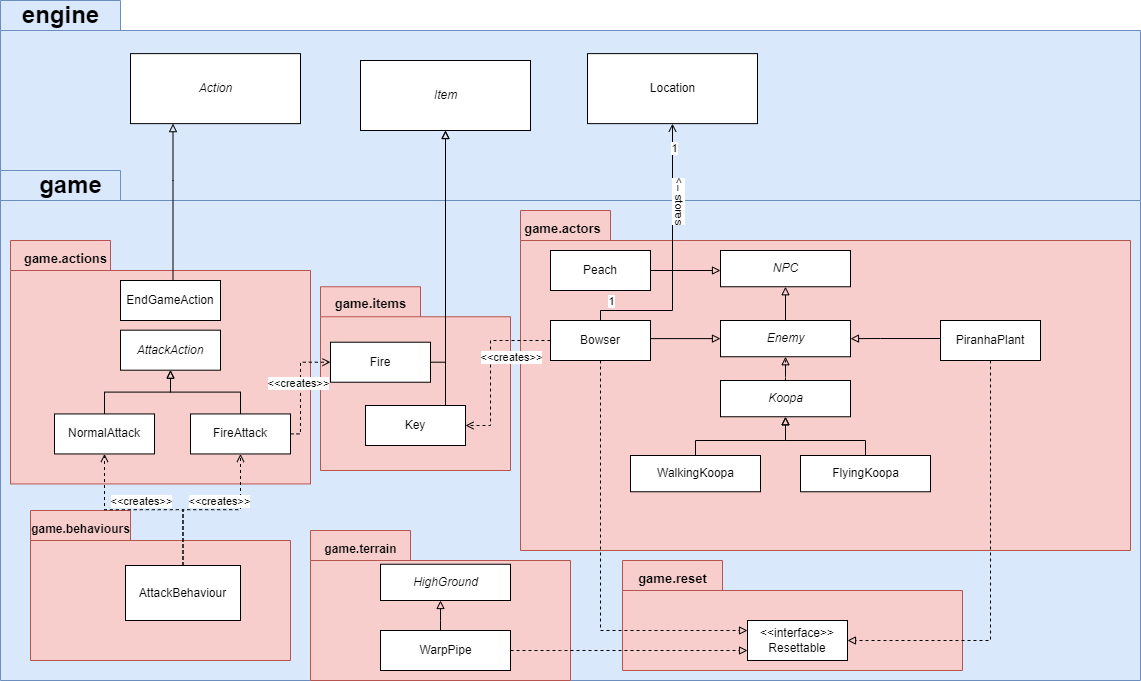 engine
Action
Item
Location
1
<-- stores
game
game.actions
EndGameAction
AttackAction
NormalAttack
FireAttack
<<creates>>
game.items
Fire
Key
<<creates>>
game.actors
Peach
NPC
1
Bowser
Enemy
PiranhaPlant
Koopa
WalkingKoopa
FlyingKoopa
<<creates>>
<<creates>>
game.behaviours
AttackBehaviour
game.terrain
HighGround
WarpPipe
game.reset
<<interface>>
Resettable